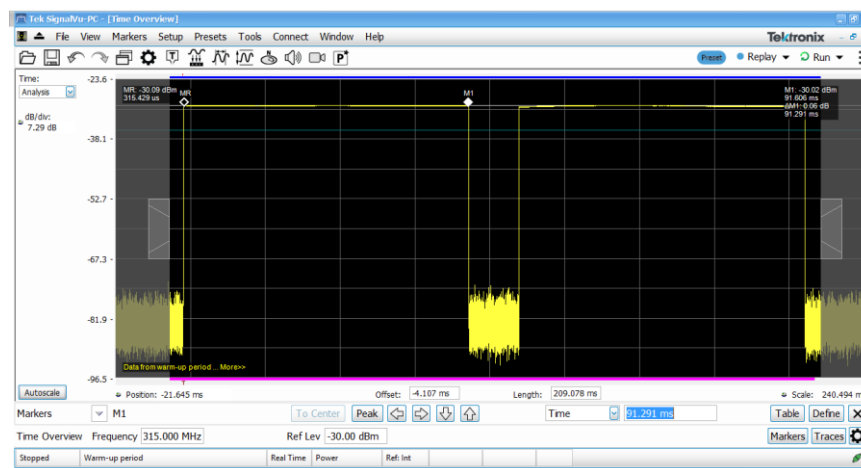 Tek SignalVu-PC - [Time Overview]
File View Markers Setup Presets Tools Connect Window Help
Tektronix
Preset Replay Run
Time:
Analysis
dB/div:
7.29 dB
-23.6
-38.1
-52.7
-67.3
-81.9
-96.5
MR: -30.09 dBm
315.429 us
MR
M1
M1: -30.02 dBm
91.606 ms
ΔM1: 0.06 dB
91.291 ms
Data from warm-up period ... More>>
Autoscale
Position: -21.645 ms Offset: -4.107 ms Length: 209.078 ms Scale: 240.494 m
Markers M1 To Center Peak Time 91.291 ms Table Define X
Time Overview Frequency 315.000 MHz Ref Lev -30.00 dBm Markers Traces
Stopped Warm-up period Real Time Power Ref: Int